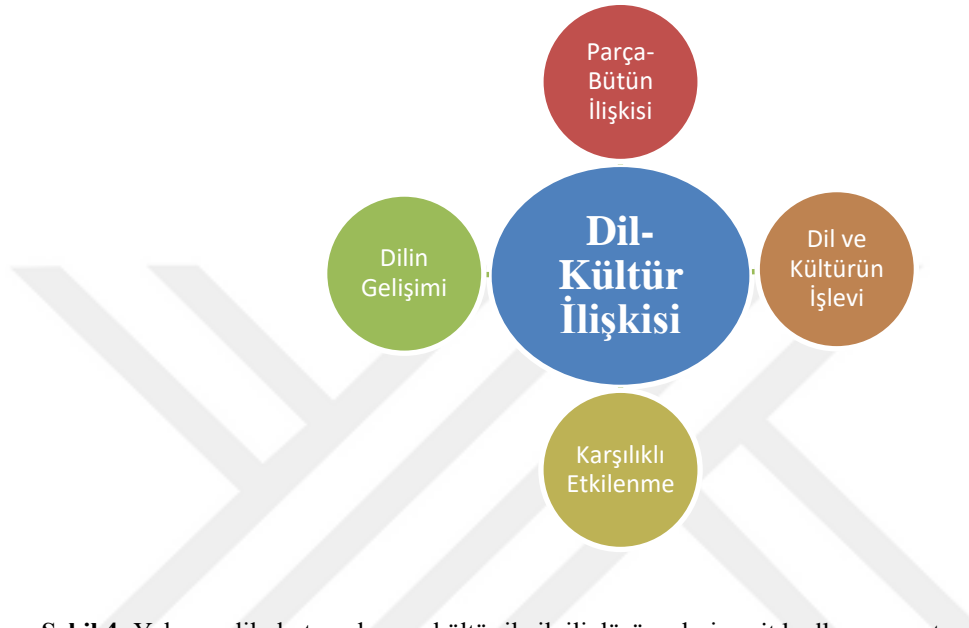 Parça-
Bütün
İlişkisi
Dilin
Gelişimi
Dil-
Kültür
İlişkisi
Dil ve
Kültürün
İşlevi
Karşılıklı
Etkilenme